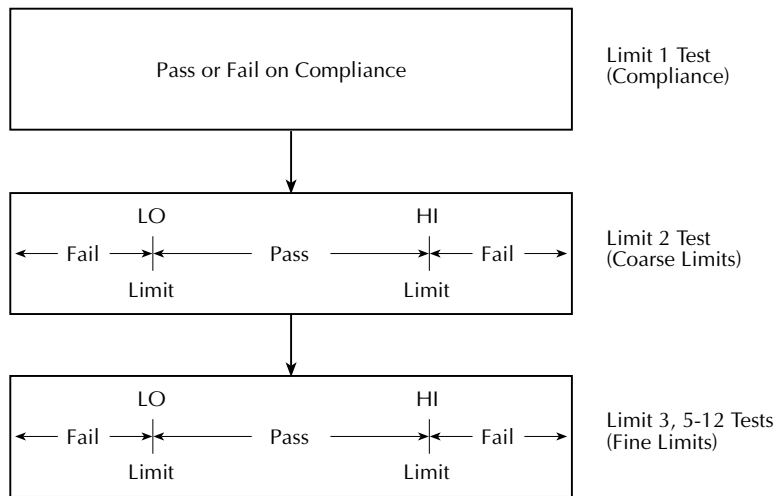 Pass or Fail on Compliance
Limit 1 Test
(Compliance)
LO HI
Fail Pass Fail
Limit Limit
Limit 2 Test
(Coarse Limits)
LO HI
Fail Pass Fail
Limit Limit
Limit 3, 5-12 Tests
(Fine Limits)